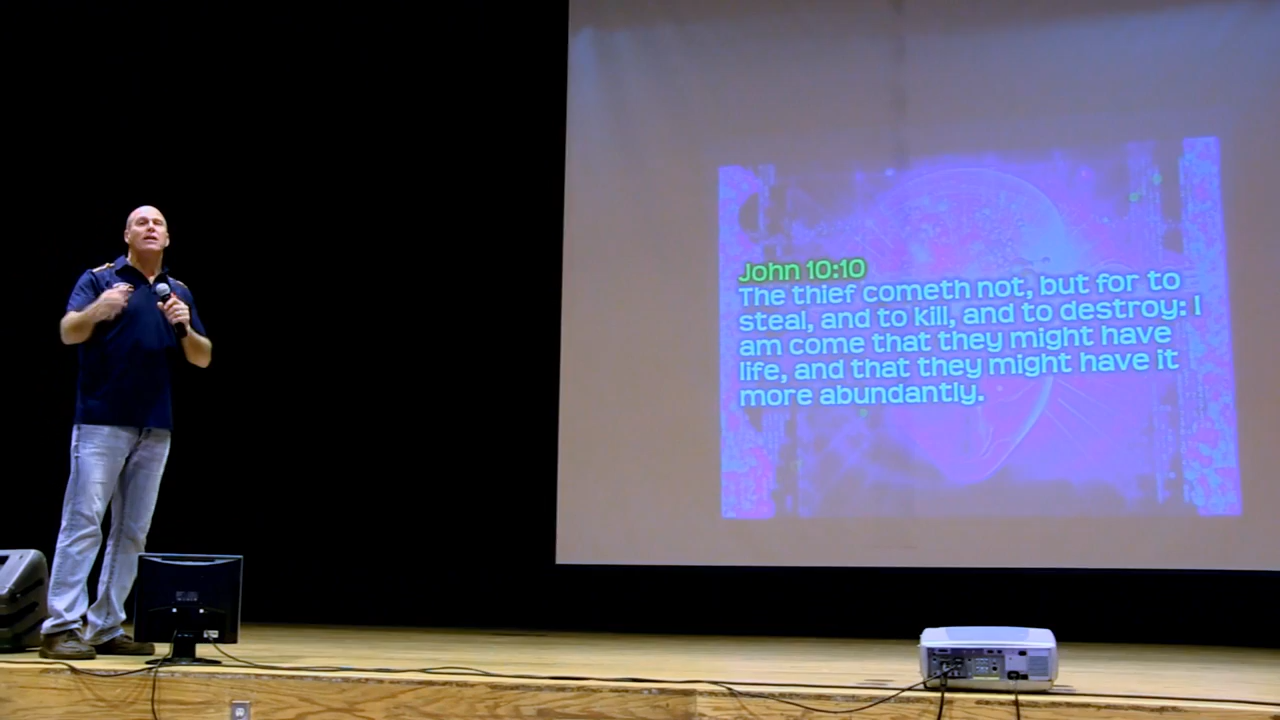 John 10:10
The thief cometh not, but for to
steal, and to kill, and to destroy: I
am come that they might have
life, and that they might have it
more abundantly.